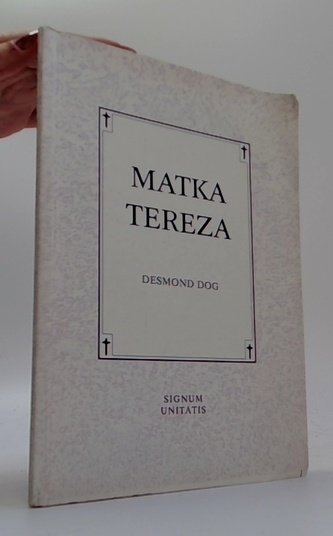 MATKA
TEREZA
DESMOND DOG
SIGNUM
UNITATIS